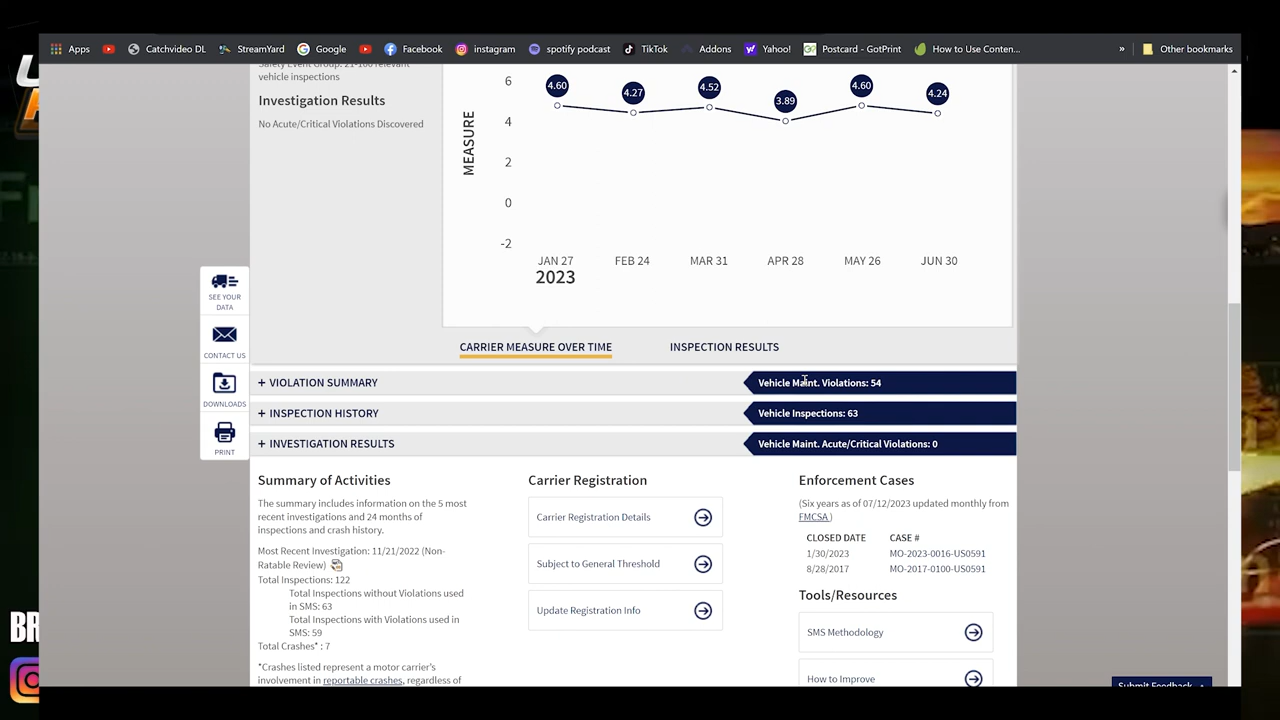 Apps
Catchvideo DL
StreamYard
Google
Facebook
instagram
spotify podcast
TikTok
Addons
Yahoo!
Postcard - GotPrint
How to Use Conten...
»
Other bookmarks
vehicle inspections
Investigation Results
No Acute/Critical Violations Discovered
MEASURE
6
4
2
0
-2
4.60
4.27
4.52
3.89
4.60
4.24
JAN 27
FEB 24
MAR 31
APR 28
MAY 26
JUN 30
2023
SEE YOUR
DATA
CONTACT US
DOWNLOADS
PRINT
CARRIER MEASURE OVER TIME
INSPECTION RESULTS
+ VIOLATION SUMMARY
Vehicle Maint. Violations: 54
+ INSPECTION HISTORY
Vehicle Inspections: 63
+ INVESTIGATION RESULTS
Vehicle Maint. Acute/Critical Violations: 0
Summary of Activities
The summary includes information on the 5 most
recent investigations and 24 months of
inspections and crash history.
Most Recent Investigation: 11/21/2022 (Non-
Ratable Review)
Total Inspections: 122
Total Inspections without Violations used
in SMS: 63
Total Inspections with Violations used in
SMS: 59
Total Crashes* : 7
*Crashes listed represent a motor carrier's
involvement in reportable crashes, regardless of
Carrier Registration
Carrier Registration Details
Subject to General Threshold
Update Registration Info
Enforcement Cases
(Six years as of 07/12/2023 updated monthly from
FMCSA )
CLOSED DATE CASE #
1/30/2023 MO-2023-0016-US0591
8/28/2017 MO-2017-0100-US0591
Tools/Resources
SMS Methodology
How to Improve
Submit Feedback
BR